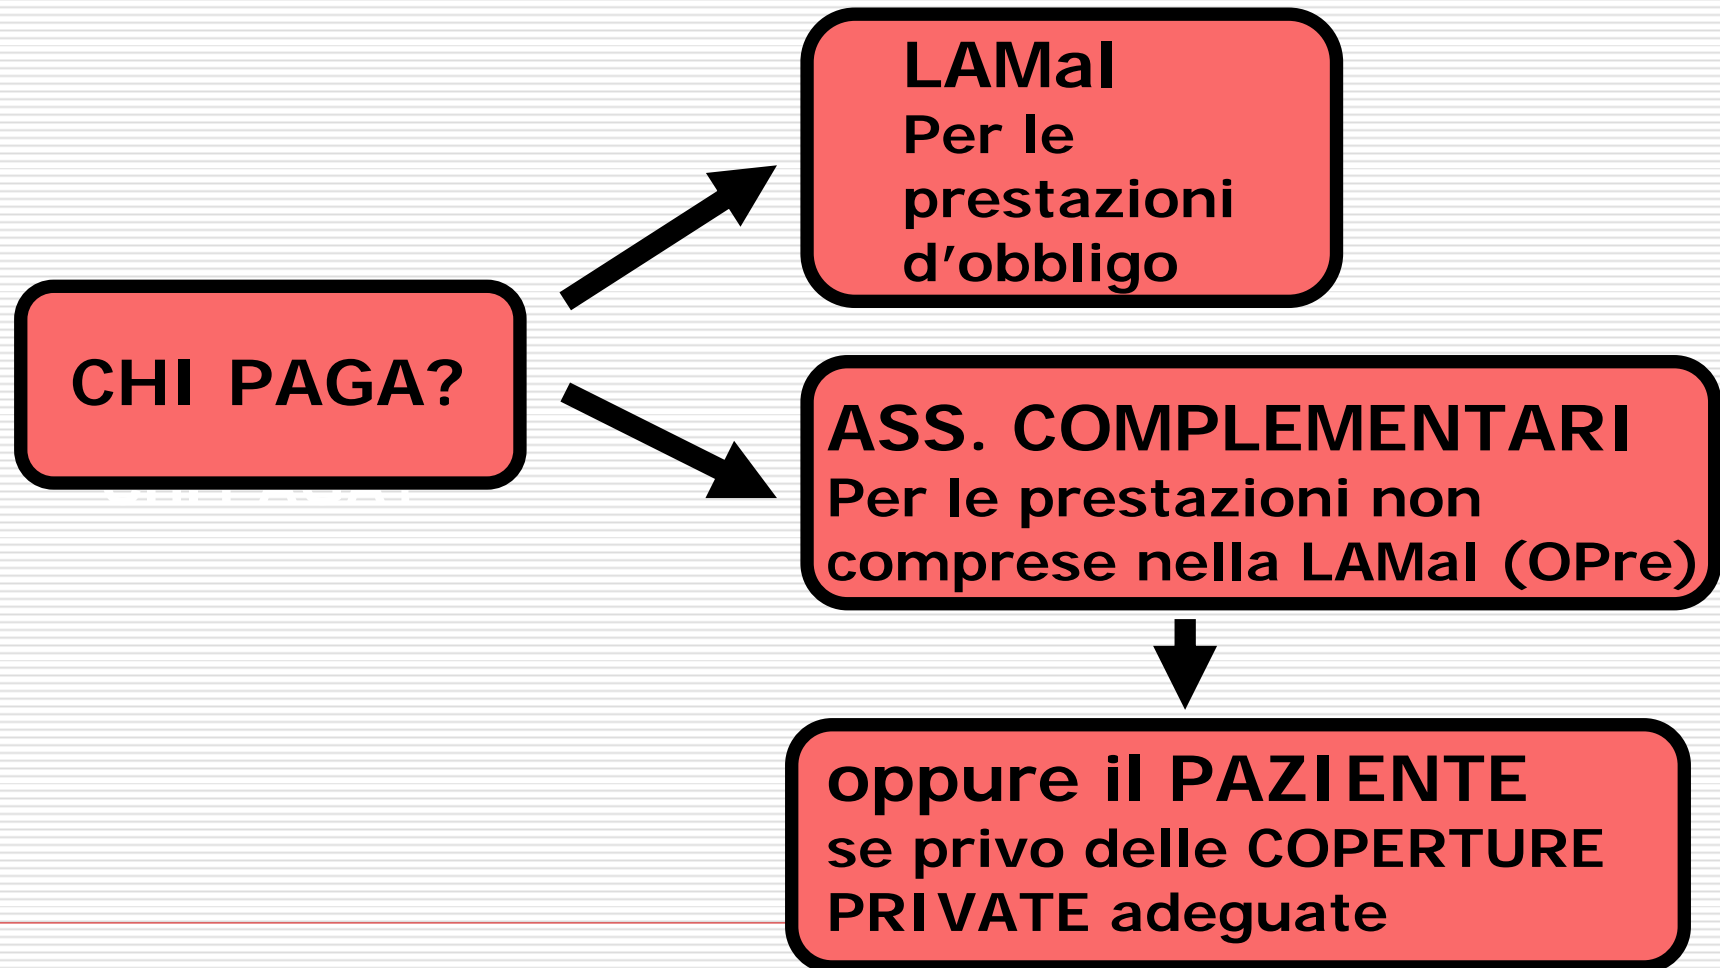 LAMal
Per le
prestazioni
d’obbligo
CHI PAGA?
ASS. COMPLEMENTARI
Per le prestazioni non
comprese nella LAMal (OPre)
oppure il PAZIENTE
se privo delle COPERTURE
PRIVATE adeguate